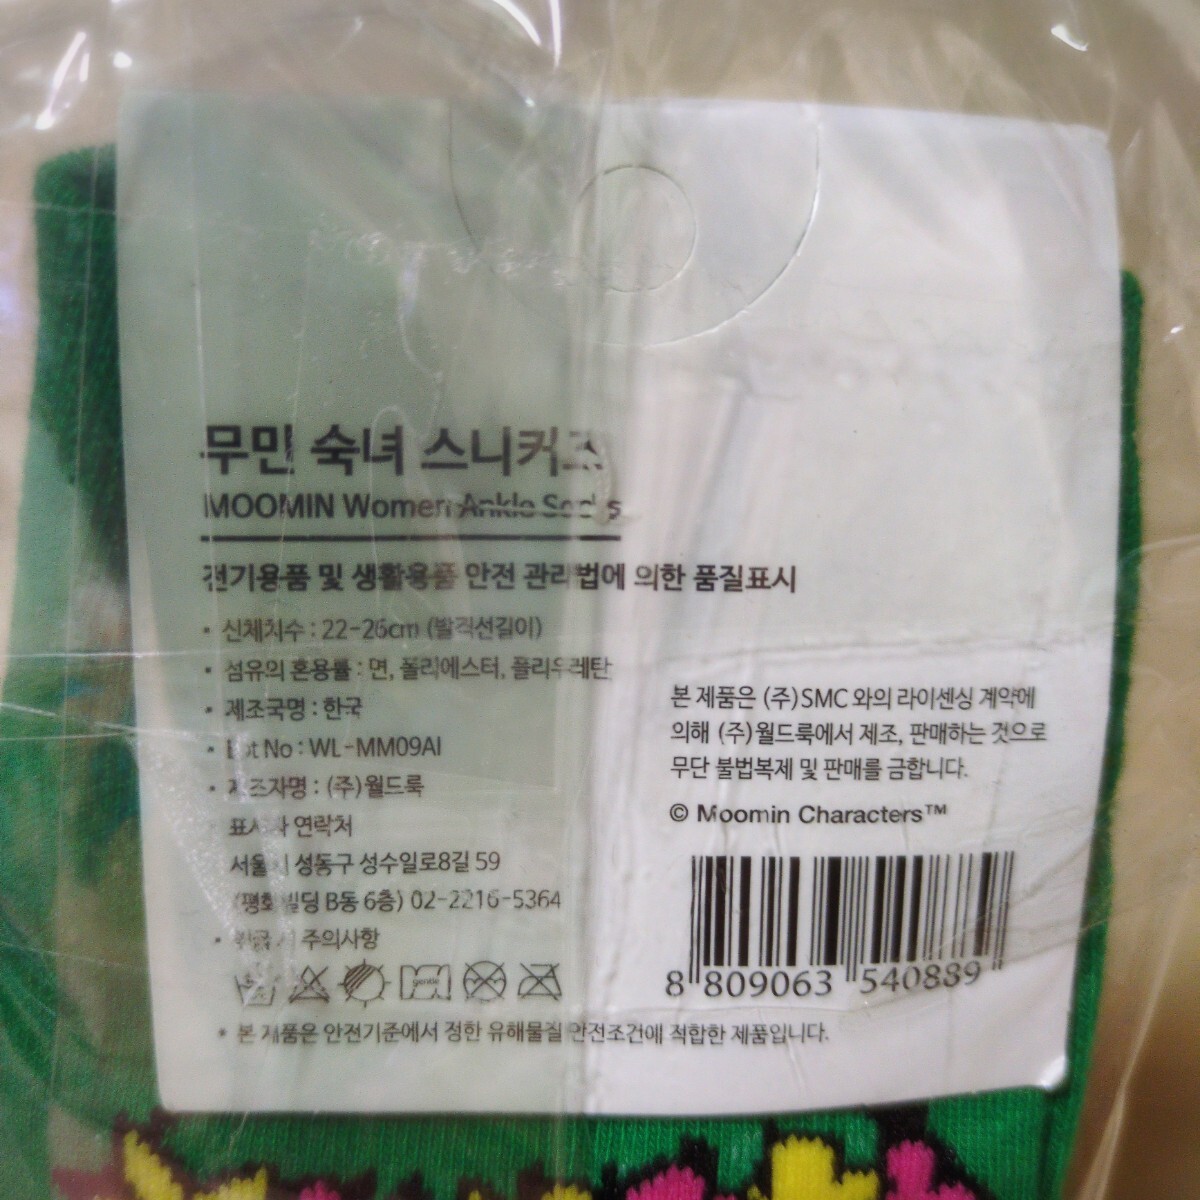 무민 숙녀 스니커즈
MOOMIN Women Ankle Socks
전기용품 및 생활용품 안전 관리법에 의한 품질표시
· 신체치수 : 22-26cm (발직선길이)
· 섬유의 혼용률 : 면, 폴리에스터, 폴리우레탄
· 제조국명 : 한국
· Lot No : WL-MM09AI
· 제조자명 : (주)월드룩
· 표시자 연락처
서울시 성동구 성수일로8길 59
(평화빌딩 B동 6층) 02-2216-5364
· 취급 시 주의사항
* 본 제품은 안전기준에서 정한 유해물질 안전조건에 적합한 제품입니다.
본 제품은 (주)SMC 와의 라이센싱 계약에
의해 (주)월드룩에서 제조, 판매하는 것으로
무단 불법복제 및 판매를 금합니다.
© Moomin Characters™
8 809063 540889